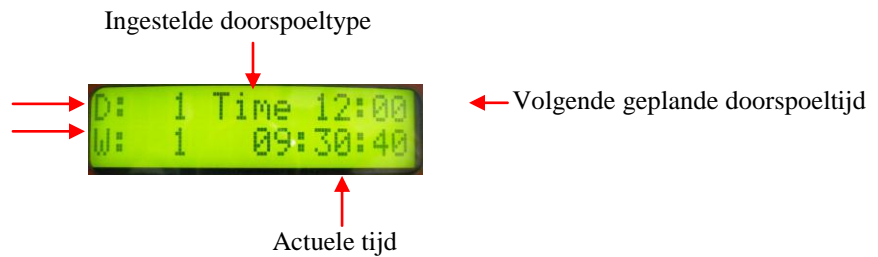 Ingestelde doorspoeltype
D: 1 Time 12:00
Volgende geplande doorspoeltijd
W: 1 09:30:40
Actuele tijd